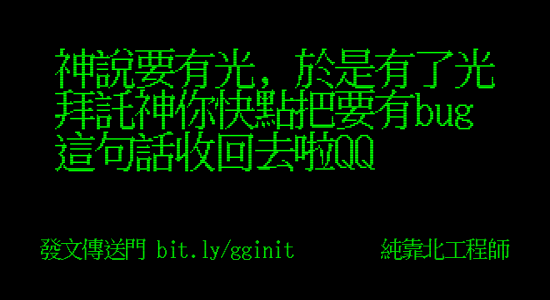 神說要有光，於是有了光
拜託神你快點把要有bug
這句話收回去啦QQ
發文傳送門 bit.ly/gginit
純靠北工程師